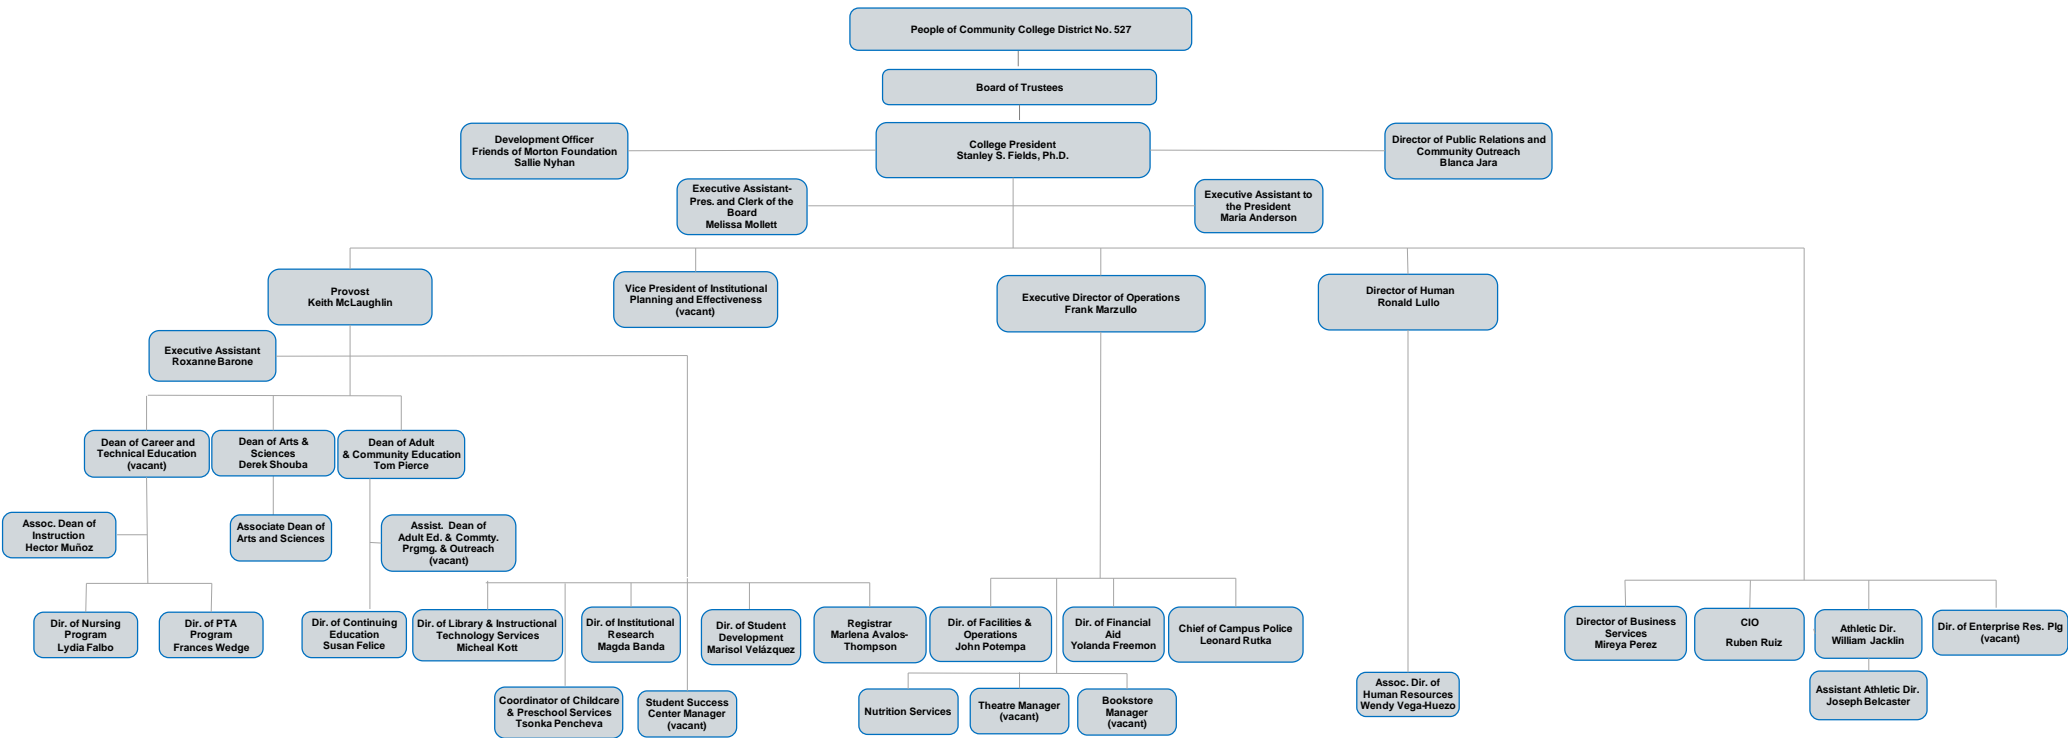 People of Community College District No. 527
Board of Trustees
Development Officer
Friends of Morton Foundation
Sallie Nyhan
College President
Stanley S. Fields, Ph.D.
Director of Public Relations and
Community Outreach
Blanca Jara
Executive Assistant-
Pres. and Clerk of the
Board
Melissa Mollett
Executive Assistant to
the President
Maria Anderson
Provost
Keith McLaughlin
Vice President of Institutional
Planning and Effectiveness
(vacant)
Executive Director of Operations
Frank Marzullo
Director of Human
Ronald Lullo
Executive Assistant
Roxanne Barone
Dean of Career and
Technical Education
(vacant)
Dean of Arts &
Sciences
Derek Shouba
Dean of Adult
& Community Education
Tom Pierce
Assoc. Dean of
Instruction
Hector Muñoz
Associate Dean of
Arts and Sciences
Assist. Dean of
Adult Ed. & Commty.
Prgmg. & Outreach
(vacant)
Dir. of Nursing
Program
Lydia Falbo
Dir. of PTA
Program
Frances Wedge
Dir. of Continuing
Education
Susan Felice
Dir. of Library & Instructional
Technology Services
Micheal Kott
Dir. of Institutional
Research
Magda Banda
Dir. of Student
Development
Marisol Velázquez
Registrar
Marlena Avalos-
Thompson
Dir. of Facilities &
Operations
John Potempa
Dir. of Financial
Aid
Yolanda Freemon
Chief of Campus Police
Leonard Rutka
Director of Business
Services
Mireya Perez
CIO
Ruben Ruiz
Athletic Dir.
William Jacklin
Dir. of Enterprise Res. Plg
(vacant)
Coordinator of Childcare
& Preschool Services
Tsonka Pencheva
Student Success
Center Manager
(vacant)
Nutrition Services
Theatre Manager
(vacant)
Bookstore
Manager
(vacant)
Assoc. Dir. of
Human Resources
Wendy Vega-Huezo
Assistant Athletic Dir.
Joseph Belcaster